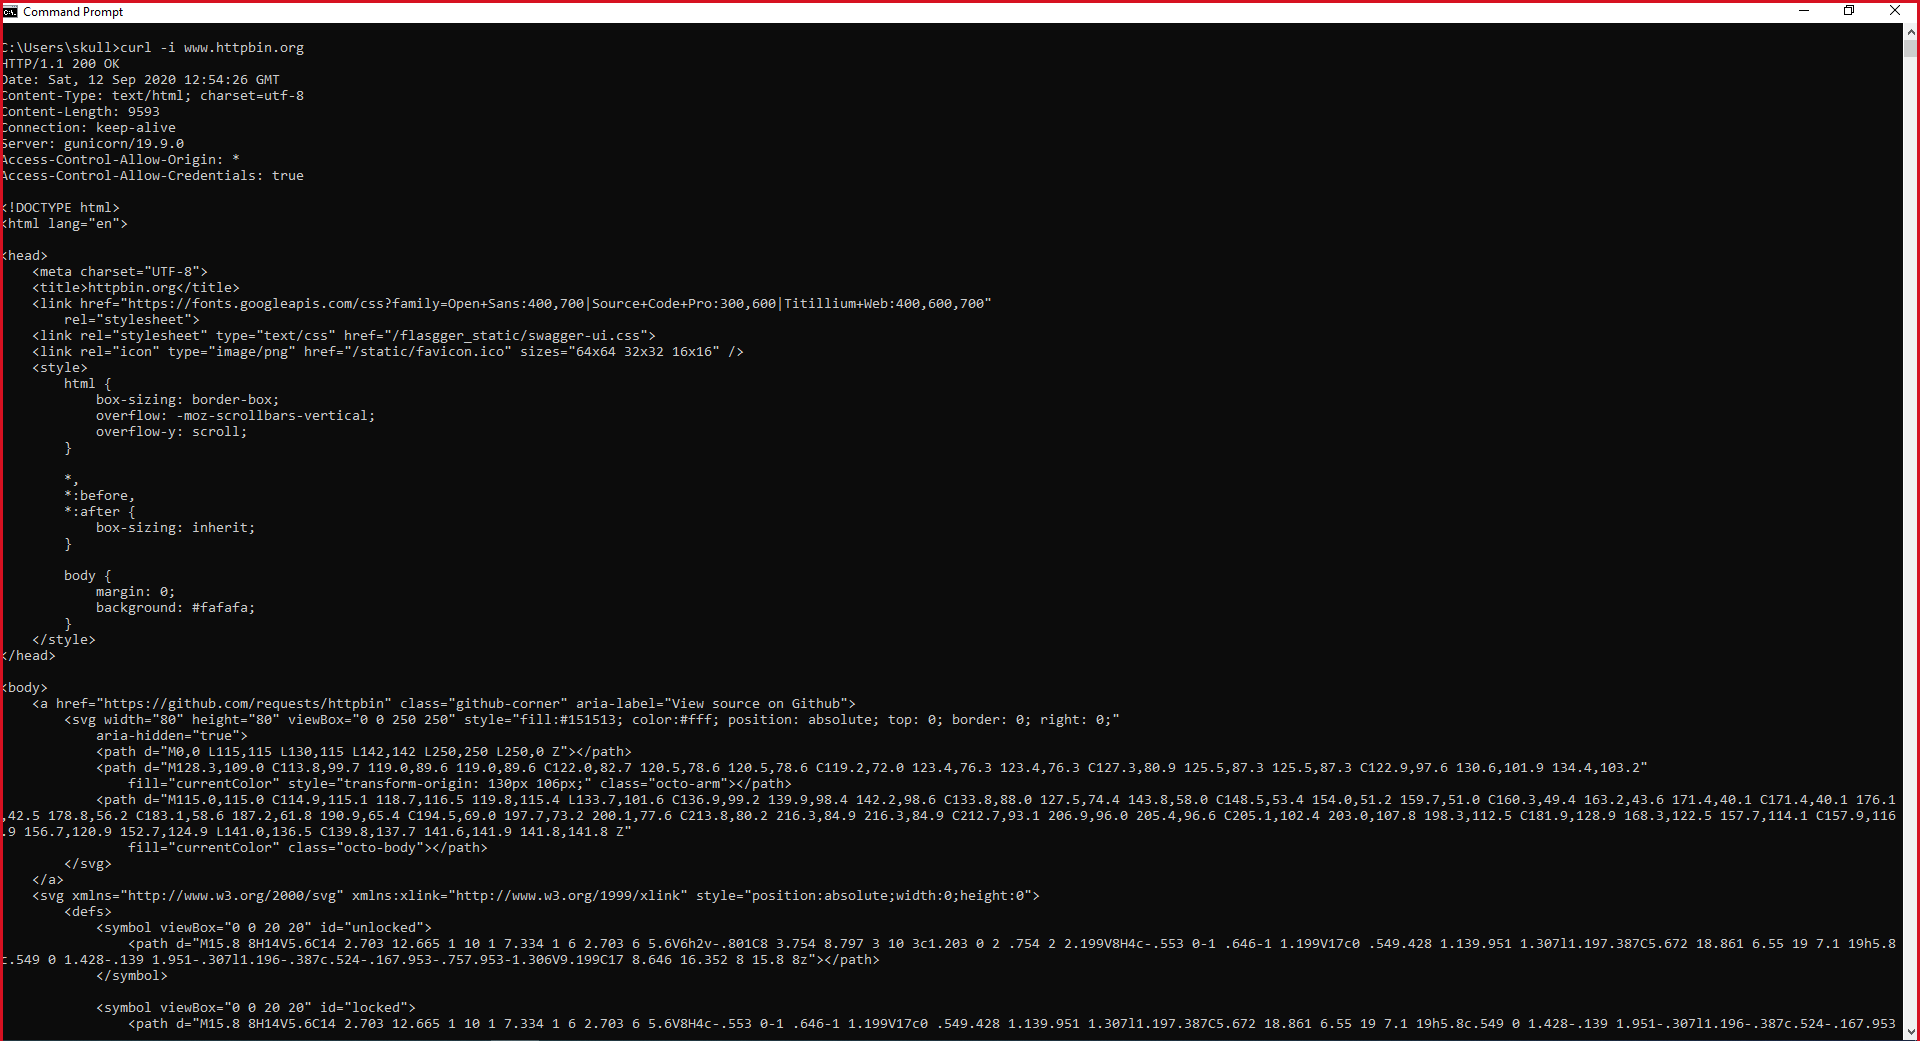 Command Prompt
C:\Users\skull>curl -i www.httpbin.org
HTTP/1.1 200 OK
Date: Sat, 12 Sep 2020 12:54:26 GMT
Content-Type: text/html; charset=utf-8
Content-Length: 9593
Connection: keep-alive
Server: gunicorn/19.9.0
Access-Control-Allow-Origin: *
Access-Control-Allow-Credentials: true
<!DOCTYPE html>
<html lang="en">
<head>
    <meta charset="UTF-8">
    <title>httpbin.org</title>
    <link href="https://fonts.googleapis.com/css?family=Open+Sans:400,700|Source+Code+Pro:300,600|Titillium+Web:400,600,700"
        rel="stylesheet">
    <link rel="stylesheet" type="text/css" href="/flasgger_static/swagger-ui.css">
    <link rel="icon" type="image/png" href="/static/favicon.ico" sizes="64x64 32x32 16x16" />
    <style>
        html {
            box-sizing: border-box;
            overflow: -moz-scrollbars-vertical;
            overflow-y: scroll;
        }
        *,
        *:before,
        *:after {
            box-sizing: inherit;
        }
        body {
            margin: 0;
            background: #fafafa;
        }
    </style>
</head>
<body>
    <a href="https://github.com/requests/httpbin" class="github-corner" aria-label="View source on Github">
        <svg width="80" height="80" viewBox="0 0 250 250" style="fill:#151513; color:#fff; position: absolute; top: 0; border: 0; right: 0;"
            aria-hidden="true">
            <path d="M0,0 L115,115 L130,115 L142,142 L250,250 L250,0 Z"></path>
            <path d="M128.3,109.0 C113.8,99.7 119.0,89.6 119.0,89.6 C122.0,82.7 120.5,78.6 120.5,78.6 C119.2,72.0 123.4,76.3 123.4,76.3 C127.3,80.9 125.5,87.3 125.5,87.3 C122.9,97.6 130.6,101.9 134.4,103.2"
                fill="currentColor" style="transform-origin: 130px 106px;" class="octo-arm"></path>
            <path d="M115.0,115.0 C114.9,115.1 118.7,116.5 119.8,115.4 L133.7,101.6 C136.9,99.2 139.9,98.4 142.2,98.6 C133.8,88.0 127.5,74.4 143.8,58.0 C148.5,53.4 154.0,51.2 159.7,51.0 C160.3,49.4 163.2,43.6 171.4,40.1 C171.4,40.1 176.1
,42.5 178.8,56.2 C183.1,58.6 187.2,61.8 190.9,65.4 C194.5,69.0 197.7,73.2 200.1,77.6 C213.8,80.2 216.3,84.9 216.3,84.9 C212.7,93.1 206.9,96.0 205.4,96.6 C205.1,102.4 203.0,107.8 198.3,112.5 C181.9,128.9 168.3,122.5 157.7,114.1 C157.9,116
.9 156.7,120.9 152.7,124.9 L141.0,136.5 C139.8,137.7 141.6,141.9 141.8,141.8 Z"
                fill="currentColor" class="octo-body"></path>
        </svg>
    </a>
    <svg xmlns="http://www.w3.org/2000/svg" xmlns:xlink="http://www.w3.org/1999/xlink" style="position:absolute;width:0;height:0">
        <defs>
            <symbol viewBox="0 0 20 20" id="unlocked">
                <path d="M15.8 8H14V5.6C14 2.703 12.665 1 10 1 7.334 1 6 2.703 6 5.6V6h2v-.801C8 3.754 8.797 3 10 3c1.203 0 2 .754 2 2.199V8H4c-.553 0-1 .646-1 1.199V17c0 .549.428 1.139.951 1.307l1.197.387C5.672 18.861 6.55 19 7.1 19h5.8
c.549 0 1.428-.139 1.951-.307l1.196-.387c.524-.167.953-.757.953-1.306V9.199C17 8.646 16.352 8 15.8 8z"></path>
            </symbol>
            <symbol viewBox="0 0 20 20" id="locked">
                <path d="M15.8 8H14V5.6C14 2.703 12.665 1 10 1 7.334 1 6 2.703 6 5.6V8H4c-.553 0-1 .646-1 1.199V17c0 .549.428 1.139.951 1.307l1.197.387C5.672 18.861 6.55 19 7.1 19h5.8c.549 0 1.428-.139 1.951-.307l1.196-.387c.524-.167.953